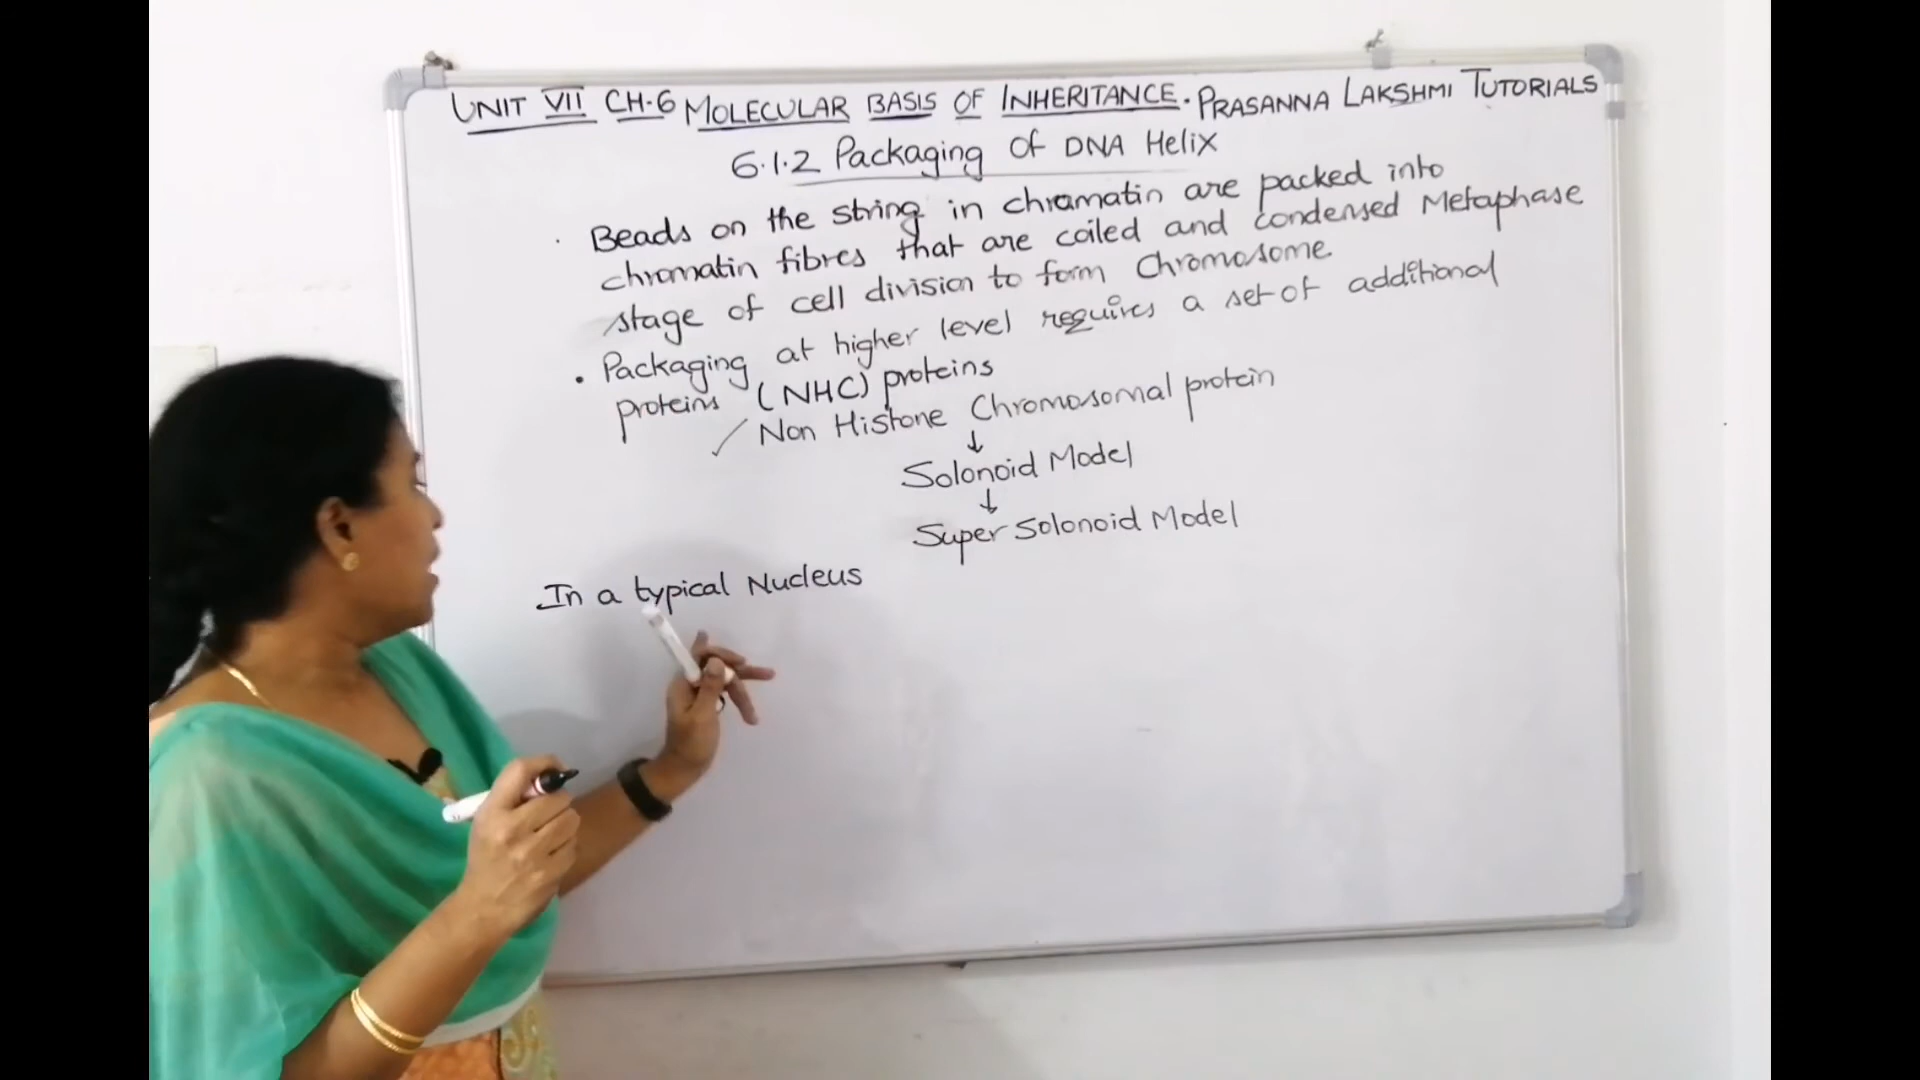 UNIT VII CH-6 MOLECULAR BASIS OF INHERITANCE. PRASANNA LAKSHMI TUTORIALS
6.1.2 Packaging Of DNA Helix
. Beads on the string in chromatin are packed into
chromatin fibres that are coiled and condensed Metaphase
stage of cell division to form Chromosome.
• Packaging at higher level requires a set of additional
proteins (NHC) proteins
✓ Non Histone Chromosomal protein
↓
Solonoid Model
↓
Super Solonoid Model
In a typical Nucleus